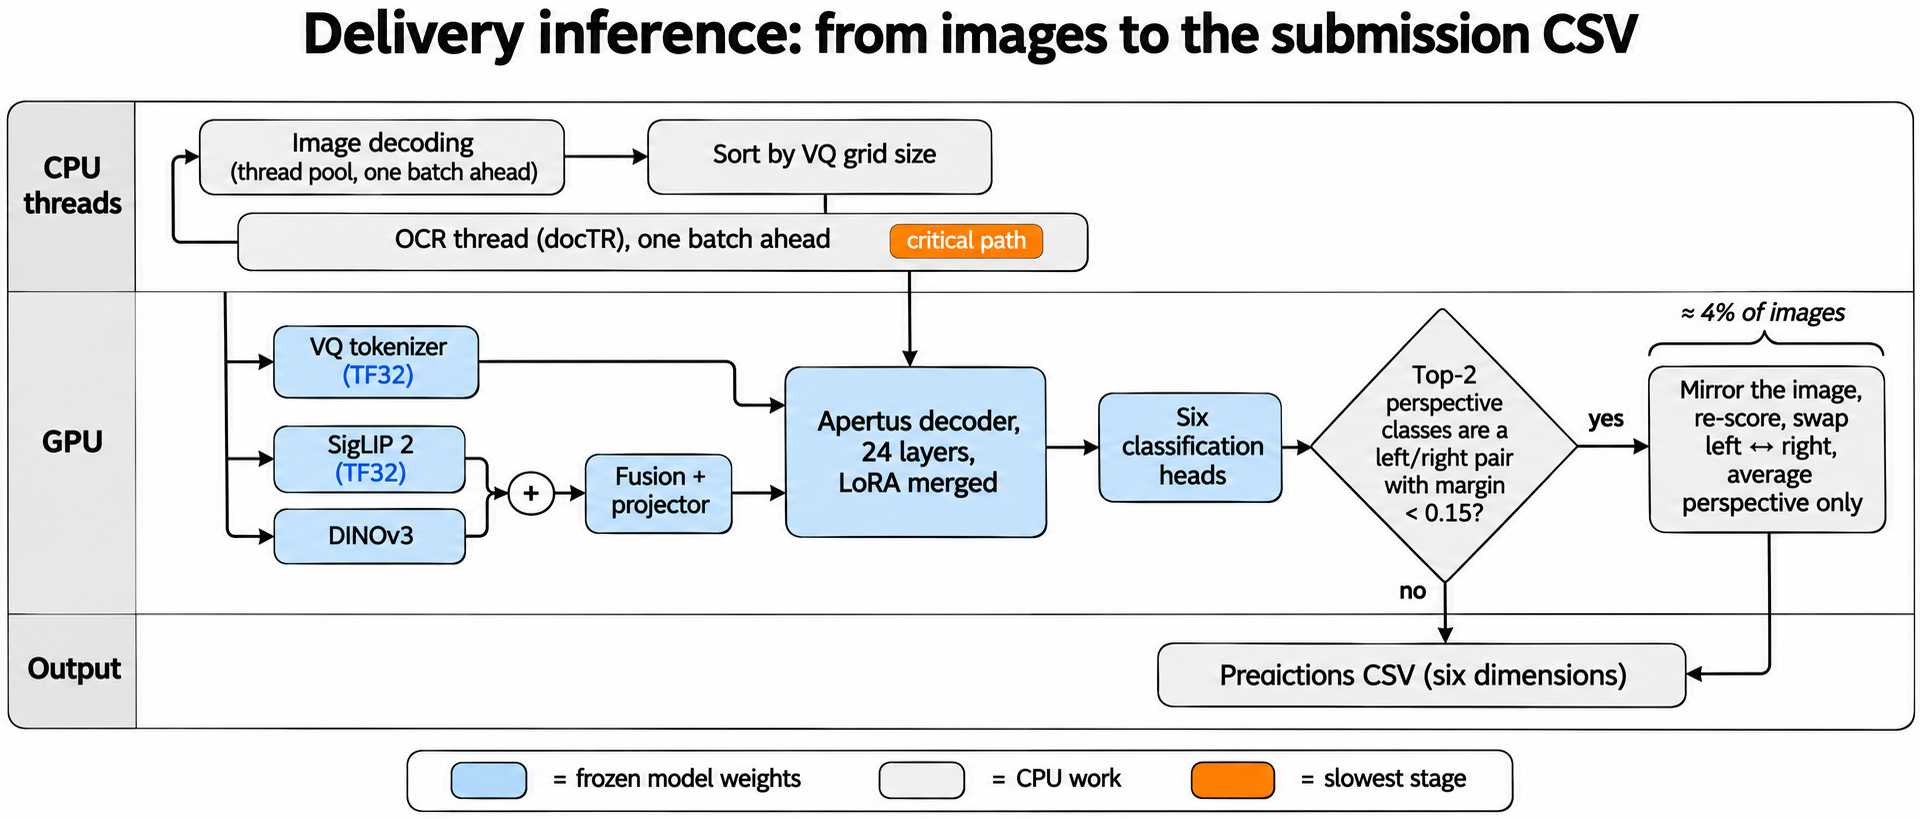 Delivery inference: from images to the submission CSV
CPU
threads
Image decoding
(thread pool, one batch ahead)
Sort by VQ grid size
OCR thread (docTR), one batch ahead
critical path
GPU
VQ tokenizer
(TF32)
SigLIP 2
(TF32)
DINOv3
+
Fusion +
projector
Apertus decoder,
24 layers,
LoRA merged
Six
classification
heads
Top-2
perspective
classes are a
left/right pair
with margin
< 0.15?
yes
no
≈ 4% of images
Mirror the image,
re-score, swap
left ↔ right,
average
perspective only
Output
Preaictions CSV (six dimensions)
= frozen model weights
= CPU work
= slowest stage